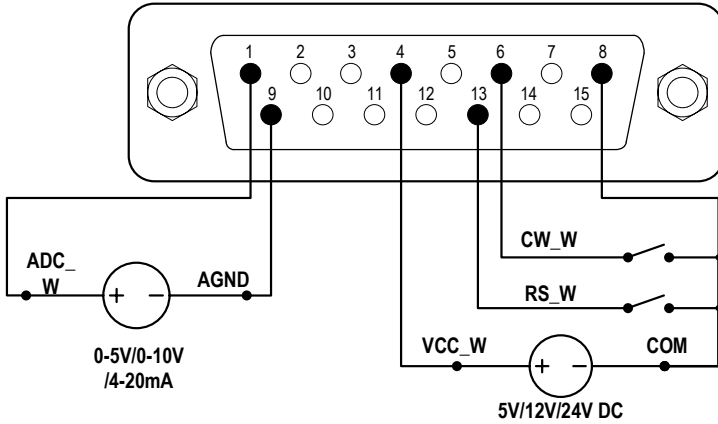 1 2 3 4 5 6 7 8
9 10 11 12 13 14 15
CW_W
ADC_
W
AGND
RS_W
+ −
0-5V/0-10V
/4-20mA
VCC_W
COM
+ −
5V/12V/24V DC